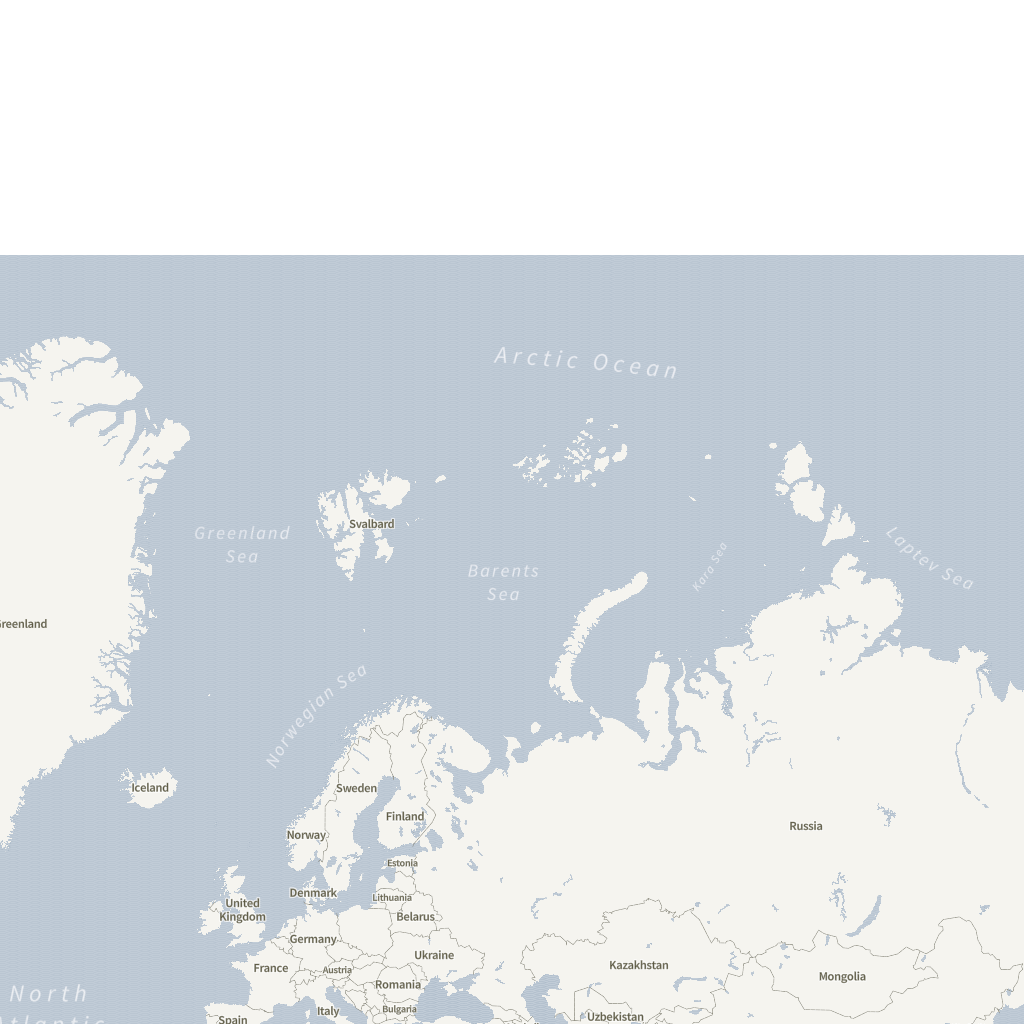 Arctic Ocean
Svalbard
Greenland
Sea
Laptev Sea
Kara Sea
Barents
Sea
Greenland
Norwegian Sea
Iceland
Sweden
Finland
Russia
Norway
Estonia
Denmark
Lithuania
United
Kingdom
Belarus
Germany
Ukraine
Kazakhstan
France
Austria
Mongolia
Romania
North
Atlantic
Italy
Bulgaria
Spain
Uzbekistan